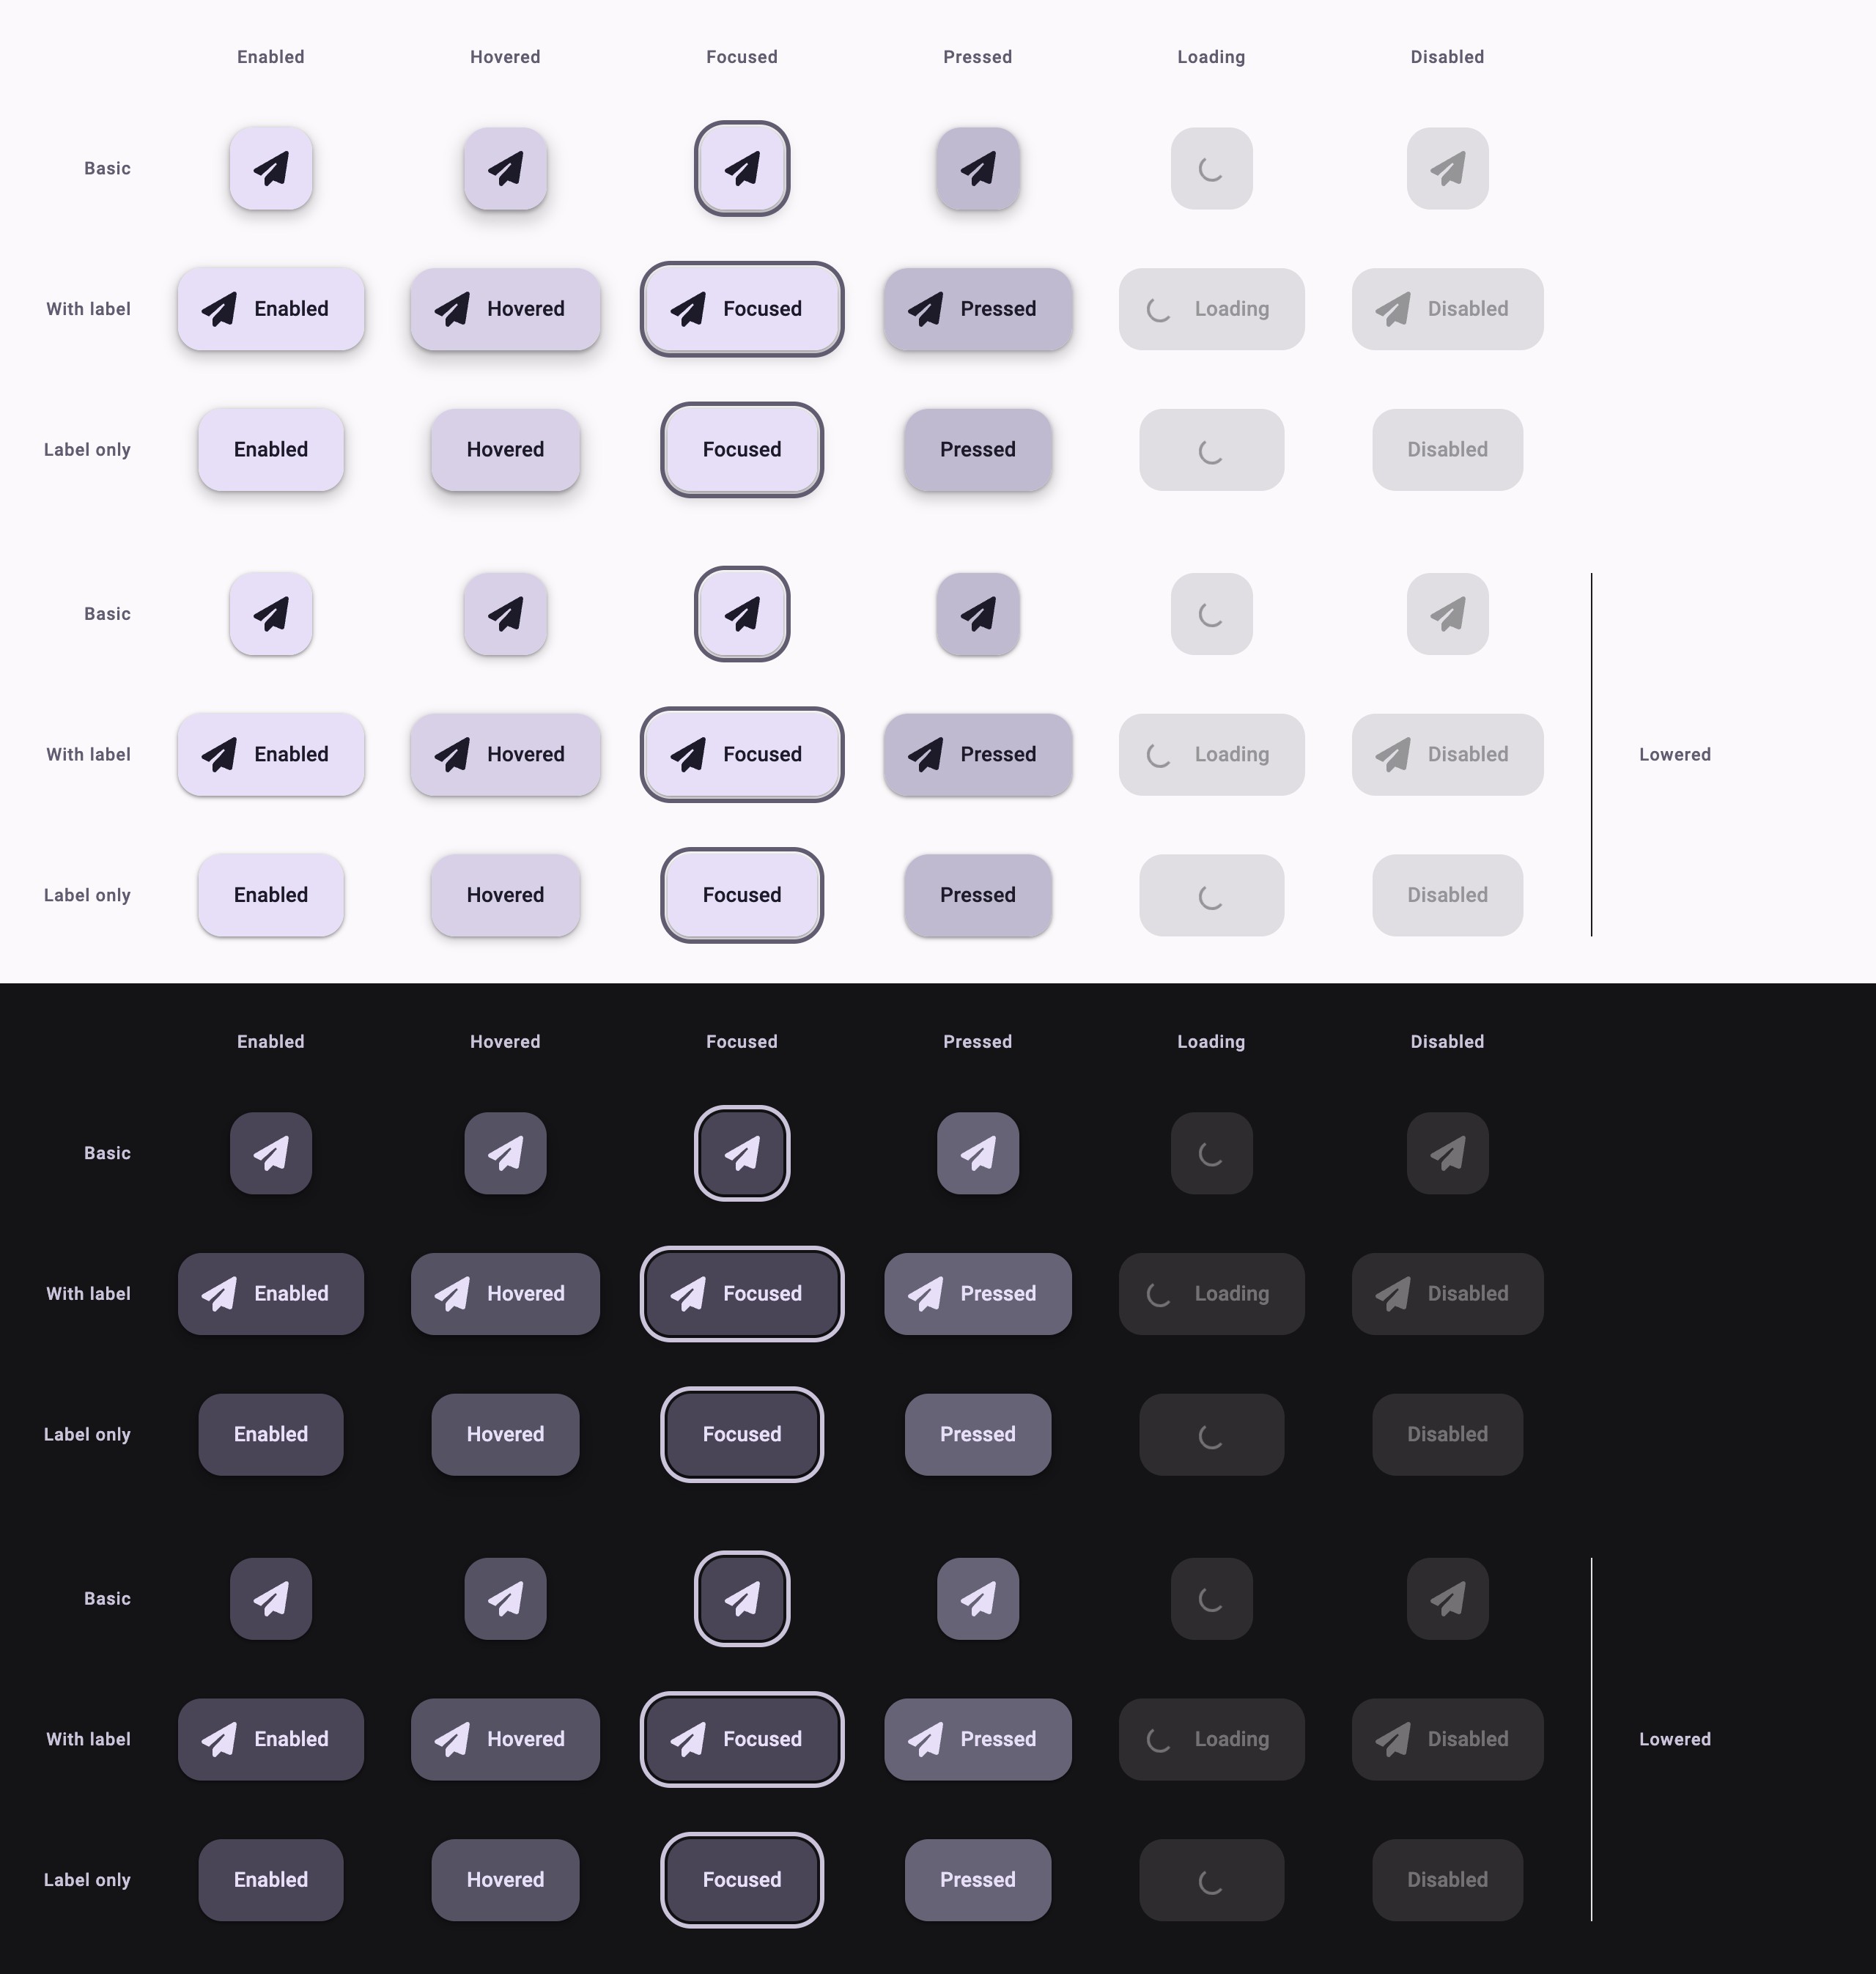 Enabled Hovered Focused Pressed Loading Disabled
Basic
With label Enabled Hovered Focused Pressed Loading Disabled
Label only Enabled Hovered Focused Pressed Disabled
Basic
With label Enabled Hovered Focused Pressed Loading Disabled Lowered
Label only Enabled Hovered Focused Pressed Disabled
Enabled Hovered Focused Pressed Loading Disabled
Basic
With label Enabled Hovered Focused Pressed Loading Disabled
Label only Enabled Hovered Focused Pressed Disabled
Basic
With label Enabled Hovered Focused Pressed Loading Disabled Lowered
Label only Enabled Hovered Focused Pressed Disabled